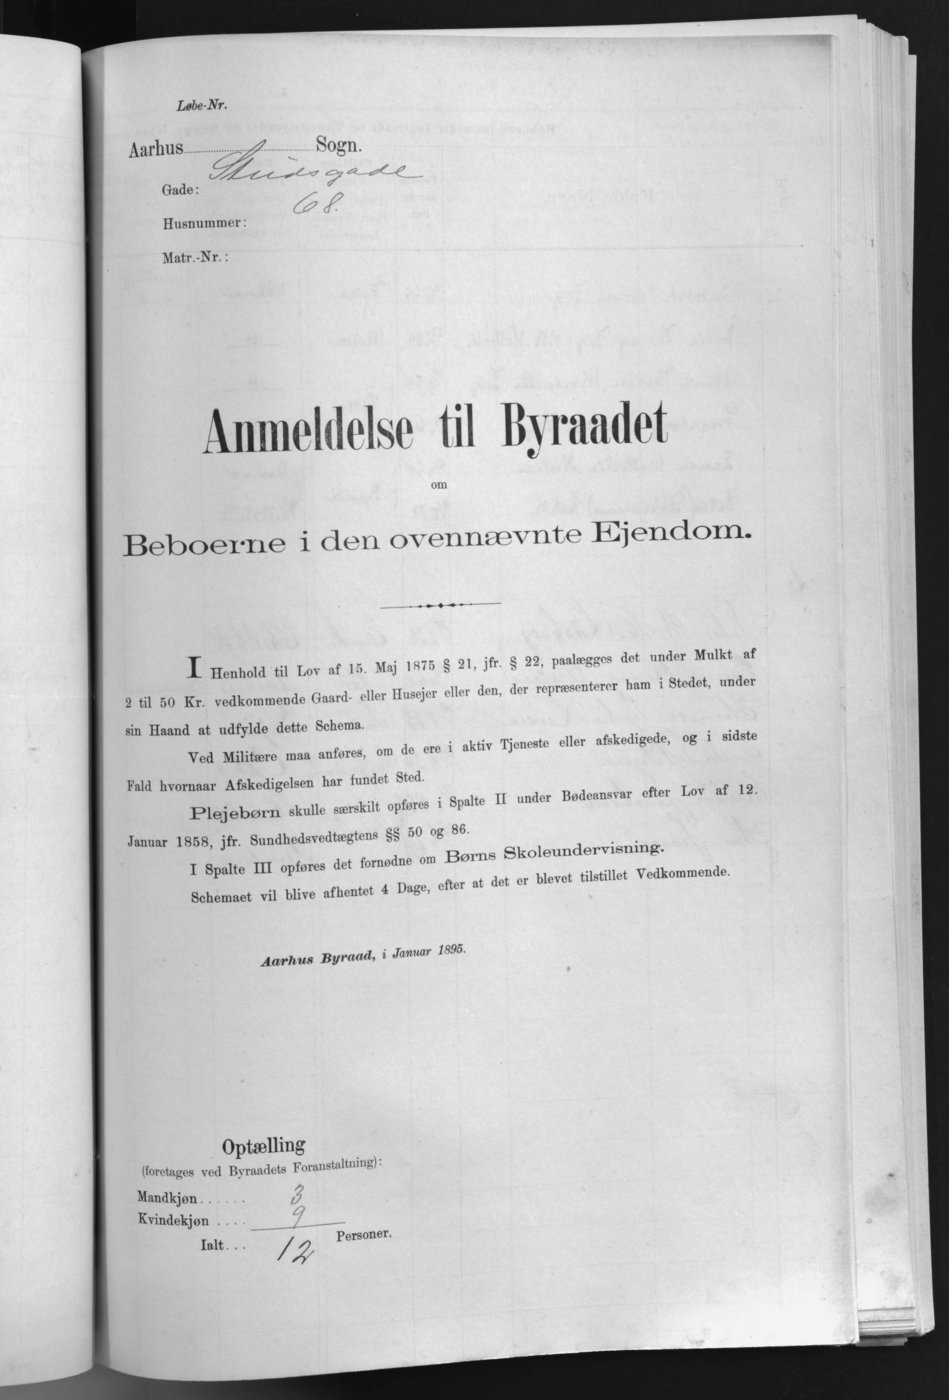 Løbe-Nr.
Aarhus Sogn.
Gade: Studsgade
Husnummer: 68.
Matr.-Nr.:
Anmeldelse til Byraadet
om
Beboerne i den ovennævnte Ejendom.
I Henhold til Lov af 15. Maj 1875 § 21, jfr. § 22, paalægges det under Mulkt af
2 til 50 Kr. vedkommende Gaard- eller Husejer eller den, der repræsenterer ham i Stedet, under
sin Haand at udfylde dette Schema.
Ved Militære maa anføres, om de ere i aktiv Tjeneste eller afskedigede, og i sidste
Fald hvornaar Afskedigelsen har fundet Sted.
Plejebørn skulle særskilt opføres i Spalte II under Bødeansvar efter Lov af 12.
Januar 1858, jfr. Sundhedsvedtægtens §§ 50 og 86.
I Spalte III opføres det fornødne om Børns Skoleundervisning.
Schemaet vil blive afhentet 4 Dage, efter at det er blevet tilstillet Vedkommende.
Aarhus Byraad, i Januar 1895.
Optælling
(foretages ved Byraadets Foranstaltning):
Mandkjøn...... 3
Kvindekjøn .... 9
Ialt... 12 Personer.